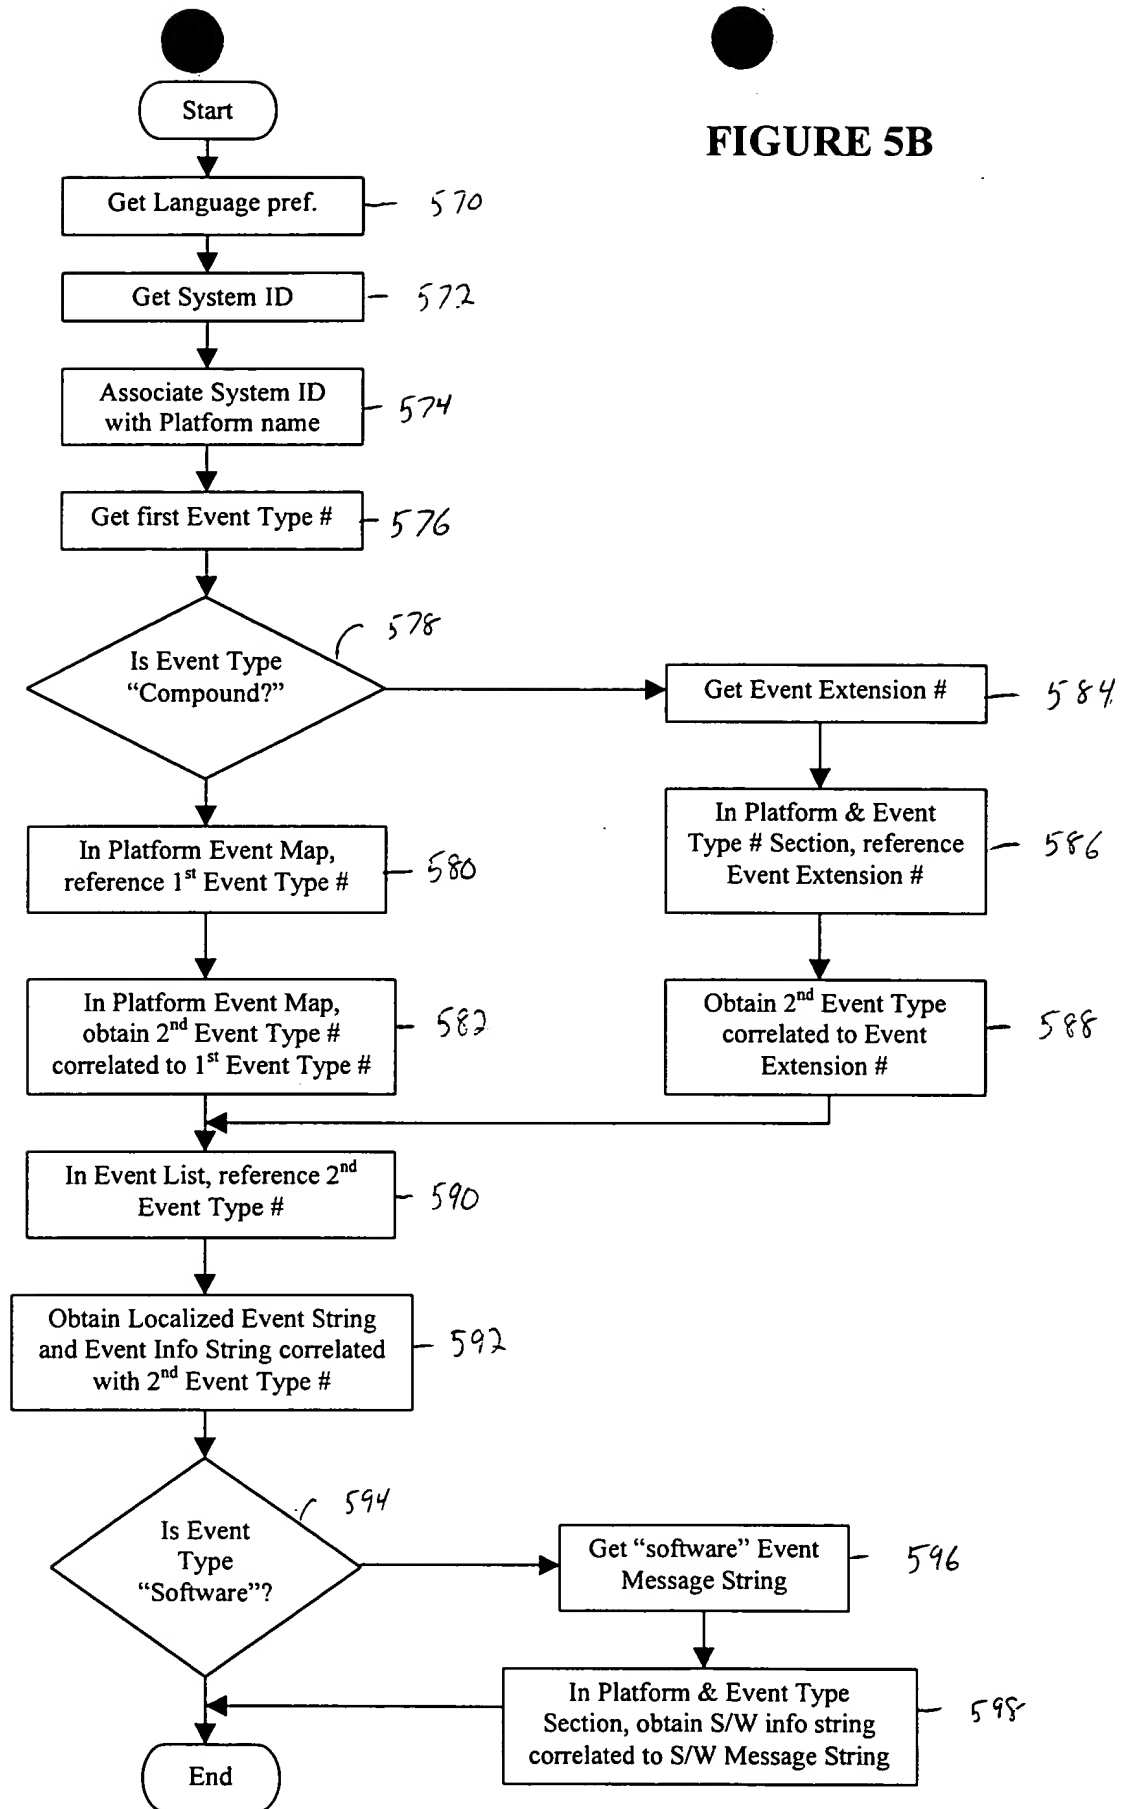 Start
FIGURE 5B
Get Language pref.
570
Get System ID
572
Associate System ID
with Platform name
574
Get first Event Type #
576
578
Is Event Type
“Compound?”
Get Event Extension #
584
In Platform Event Map,
reference 1st Event Type #
580
In Platform & Event
Type # Section, reference
Event Extension #
586
In Platform Event Map,
obtain 2nd Event Type #
correlated to 1st Event Type #
582
Obtain 2nd Event Type
correlated to Event
Extension #
588
In Event List, reference 2nd
Event Type #
590
Obtain Localized Event String
and Event Info String correlated
with 2nd Event Type #
592
594
Is Event
Type
“Software”?
Get “software” Event
Message String
596
In Platform & Event Type
Section, obtain S/W info string
correlated to S/W Message String
598
End